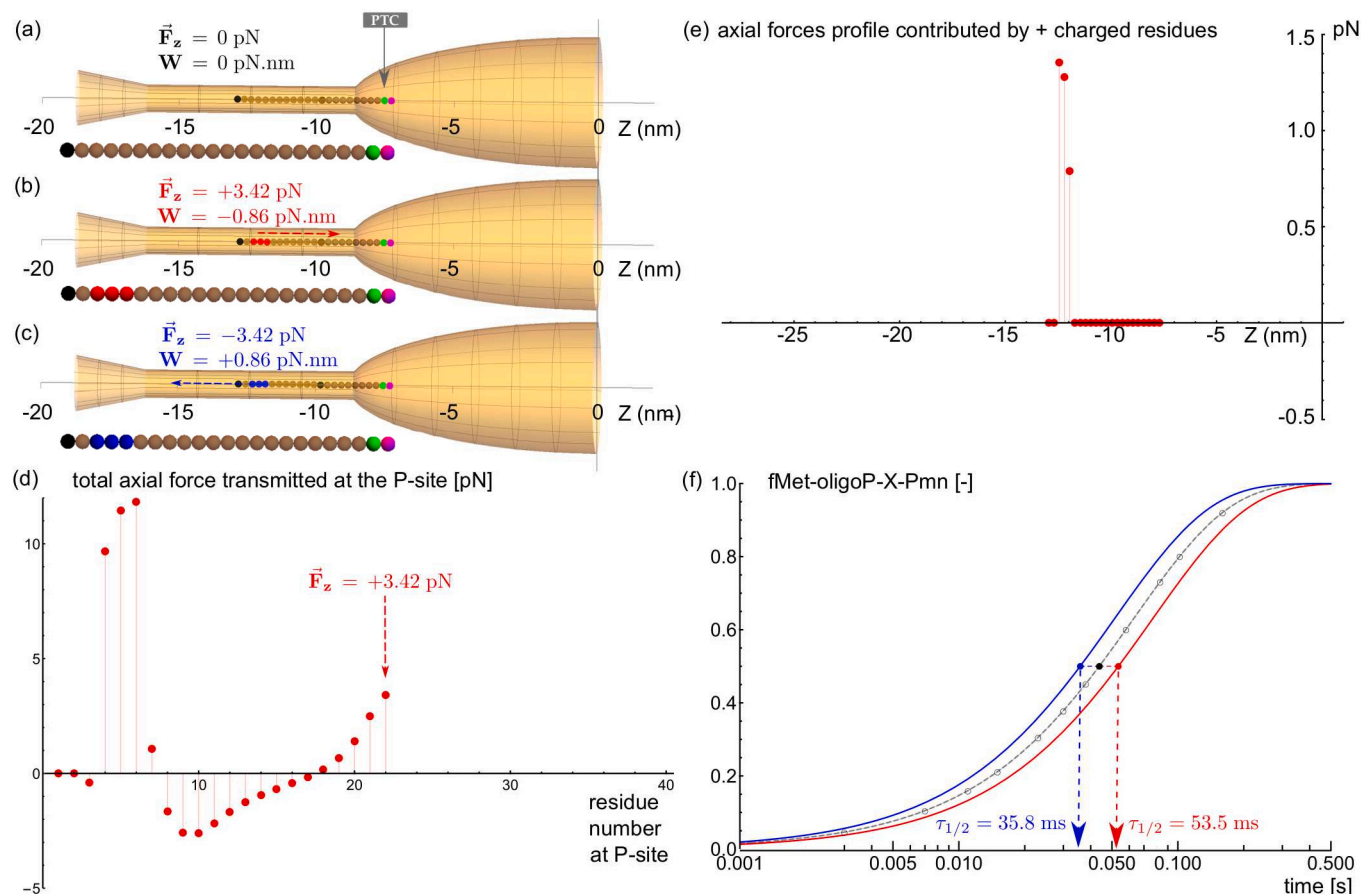 (a)
PTC
F⃗z = 0 pN
W = 0 pN.nm
-20 -15 -10 -5 0 Z (nm)
(b)
F⃗z = +3.42 pN
W = −0.86 pN.nm
-20 -15 -10 -5 0 Z (nm)
(c)
F⃗z = −3.42 pN
W = +0.86 pN.nm
-20 -15 -10 -5 0 Z (nm)
(d) total axial force transmitted at the P-site [pN]
10
F⃗z = +3.42 pN
5
0
10 20 30 40
residue
number
at P-site
-5
(e) axial forces profile contributed by + charged residues
pN
1.5
1.0
0.5
-25 -20 -15 -10 -5
Z (nm)
-0.5
(f) fMet-oligoP-X-Pmn [-]
1.0
0.8
0.6
0.4
0.2
τ1/2 = 35.8 ms τ1/2 = 53.5 ms
0.0
0.001 0.005 0.010 0.050 0.100 0.500
time [s]